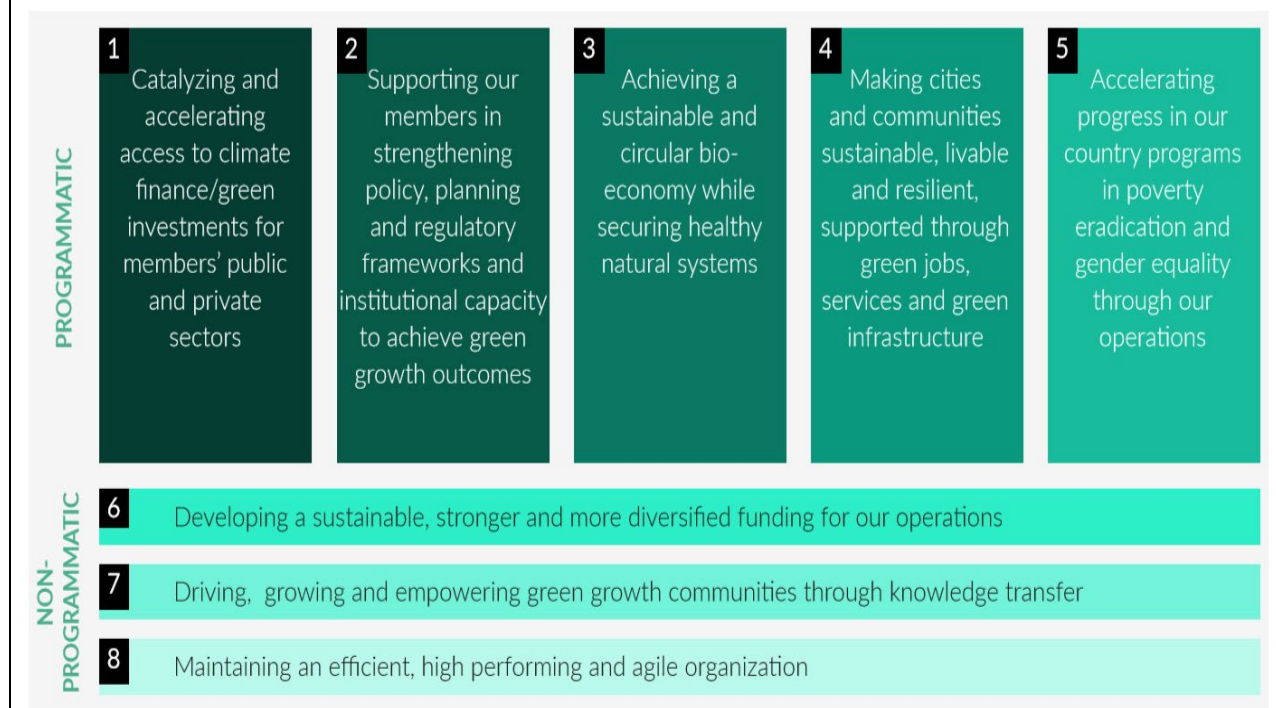 PROGRAMMATIC
1
Catalyzing and
accelerating
access to climate
finance/green
investments for
members’ public
and private
sectors
2
Supporting our
members in
strengthening
policy, planning
and regulatory
frameworks and
institutional capacity
to achieve green
growth outcomes
3
Achieving a
sustainable and
circular bio-
economy while
securing healthy
natural systems
4
Making cities
and communities
sustainable, livable
and resilient,
supported through
green jobs,
services and green
infrastructure
5
Accelerating
progress in our
country programs
in poverty
eradication and
gender equality
through our
operations
NON-
PROGRAMMATIC
6 Developing a sustainable, stronger and more diversified funding for our operations
7 Driving, growing and empowering green growth communities through knowledge transfer
8 Maintaining an efficient, high performing and agile organization